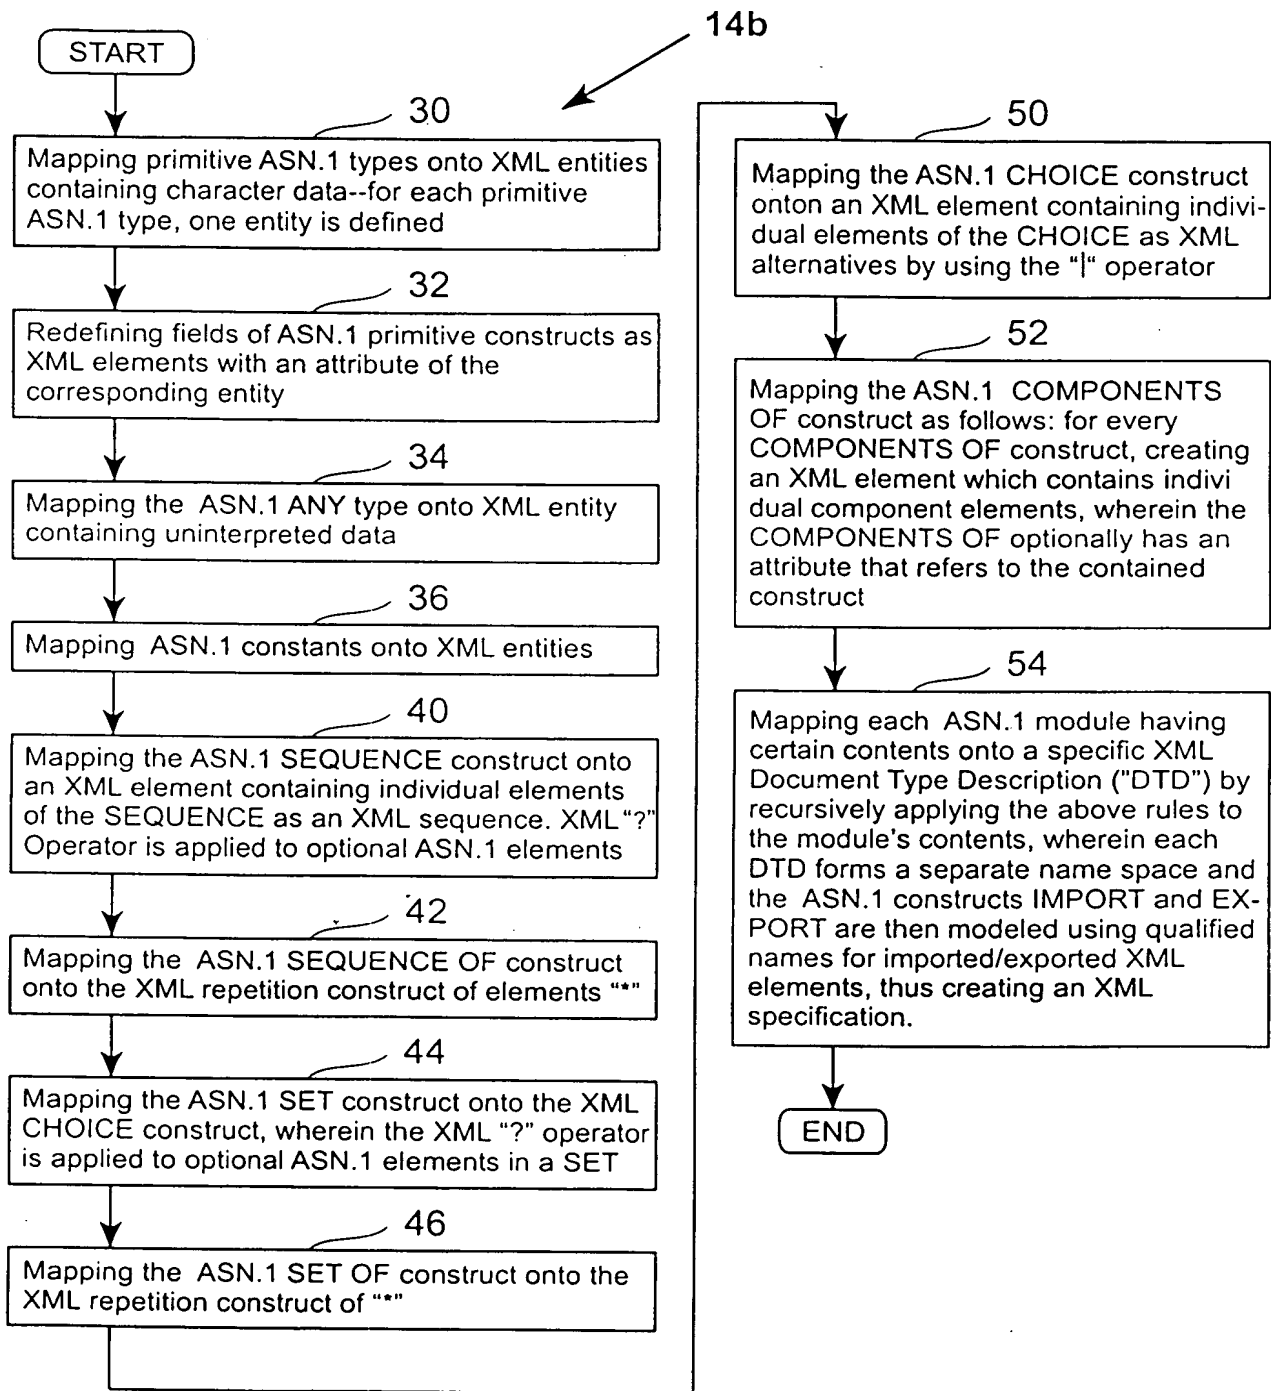 14b
START
30
Mapping primitive ASN.1 types onto XML entities
containing character data--for each primitive
ASN.1 type, one entity is defined
32
Redefining fields of ASN.1 primitive constructs as
XML elements with an attribute of the
corresponding entity
34
Mapping the ASN.1 ANY type onto XML entity
containing uninterpreted data
36
Mapping ASN.1 constants onto XML entities
40
Mapping the ASN.1 SEQUENCE construct onto
an XML element containing individual elements
of the SEQUENCE as an XML sequence. XML“?”
Operator is applied to optional ASN.1 elements
42
Mapping the ASN.1 SEQUENCE OF construct
onto the XML repetition construct of elements “*”
44
Mapping the ASN.1 SET construct onto the XML
CHOICE construct, wherein the XML “?” operator
is applied to optional ASN.1 elements in a SET
46
Mapping the ASN.1 SET OF construct onto the
XML repetition construct of “*”
50
Mapping the ASN.1 CHOICE construct
onton an XML element containing indivi-
dual elements of the CHOICE as XML
alternatives by using the “|“ operator
52
Mapping the ASN.1 COMPONENTS
OF construct as follows: for every
COMPONENTS OF construct, creating
an XML element which contains indivi
dual component elements, wherein the
COMPONENTS OF optionally has an
attribute that refers to the contained
construct
54
Mapping each ASN.1 module having
certain contents onto a specific XML
Document Type Description ("DTD") by
recursively applying the above rules to
the module's contents, wherein each
DTD forms a separate name space and
the ASN.1 constructs IMPORT and EX-
PORT are then modeled using qualified
names for imported/exported XML
elements, thus creating an XML
specification.
END